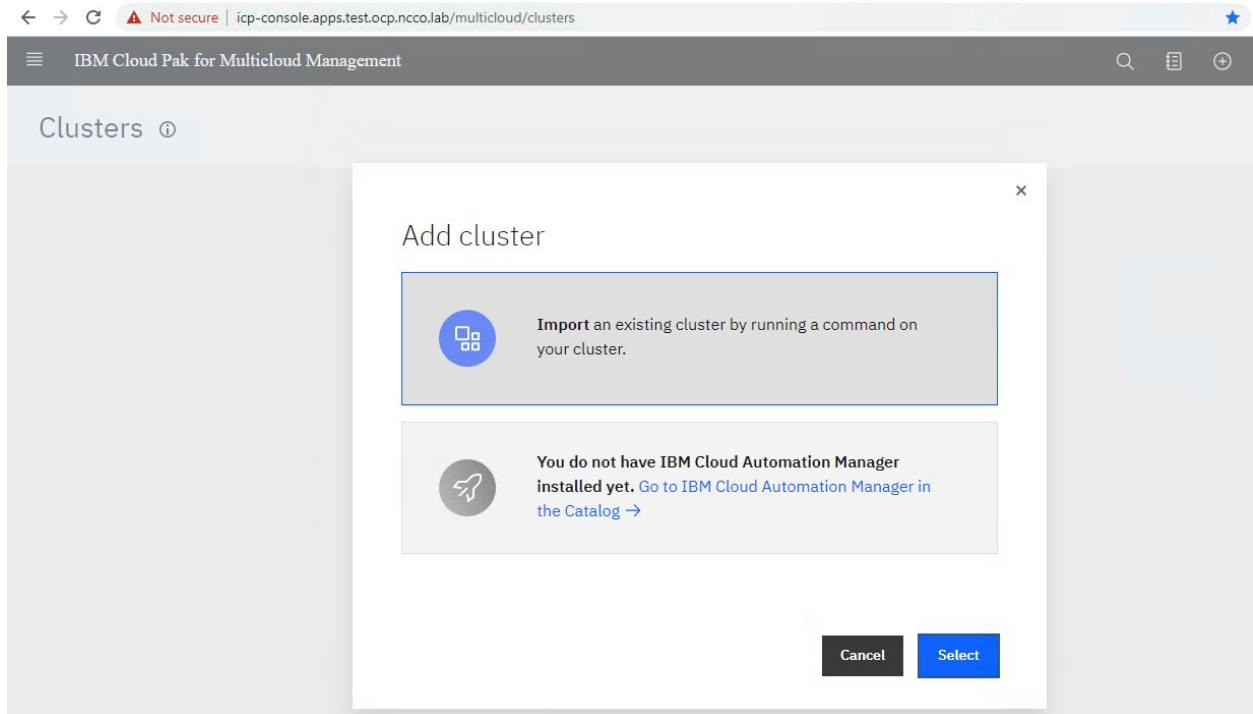 Not secure | icp-console.apps.test.ocp.ncco.lab/multicloud/clusters
IBM Cloud Pak for Multicloud Management
Clusters
Add cluster
Import an existing cluster by running a command on
your cluster.
You do not have IBM Cloud Automation Manager
installed yet. Go to IBM Cloud Automation Manager in
the Catalog →
Cancel
Select